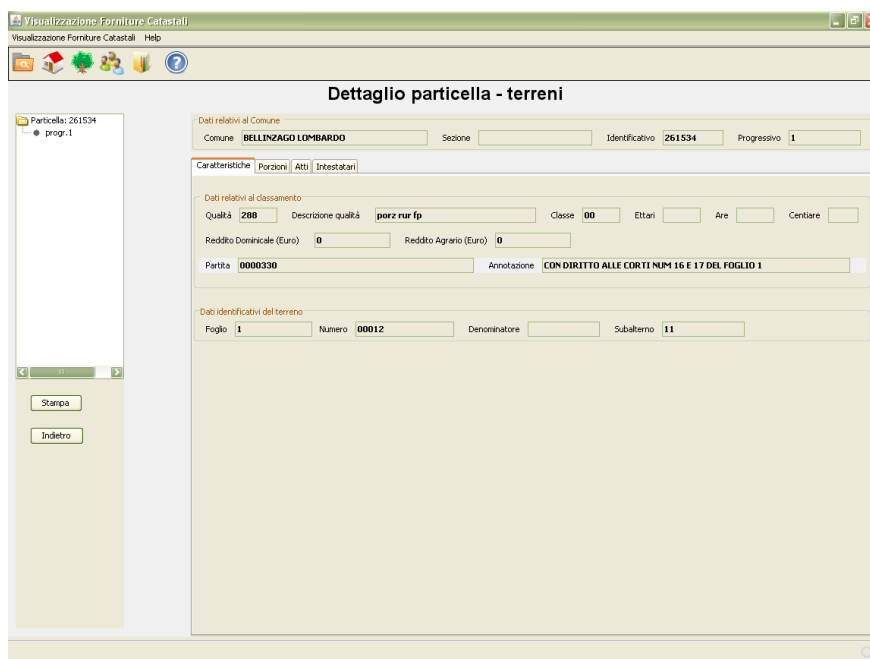 Visualizzazione Forniture Catastali
Visualizzazione Forniture Catastali Help
Dettaglio particella - terreni
Particella: 261534
progr.1
Dati relativi al Comune
Comune BELLINZAGO LOMBARDO Sezione Identificativo 261534 Progressivo 1
Caratteristiche Porzioni Atti Intestatari
Dati relativi al classamento
Qualità 288 Descrizione qualità porz rur fp Classe 00 Ettari Are Centiare
Reddito Dominicale (Euro) 0 Reddito Agrario (Euro) 0
Partita 0000330 Annotazione CON DIRITTO ALLE CORTI NUM 16 E 17 DEL FOGLIO 1
Dati identificativi del terreno
Foglio 1 Numero 00012 Denominatore Subalterno 11
Stampa
Indietro